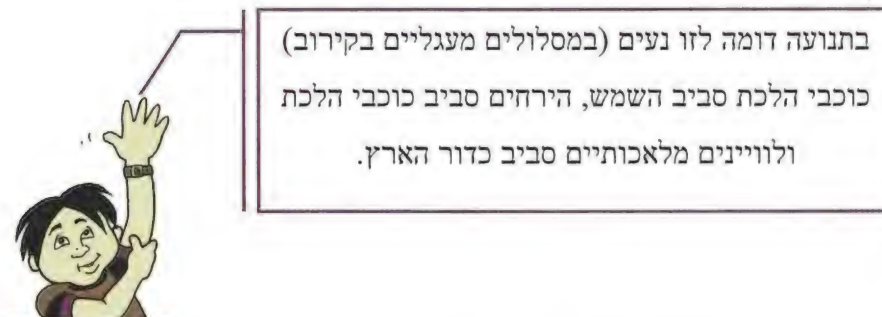 בתנועה דומה לזו נעים (במסלולים מעגליים בקירוב)
כוכבי הלכת סביב השמש, הירחים סביב כוכבי הלכת
ולוויינים מלאכותיים סביב כדור הארץ.